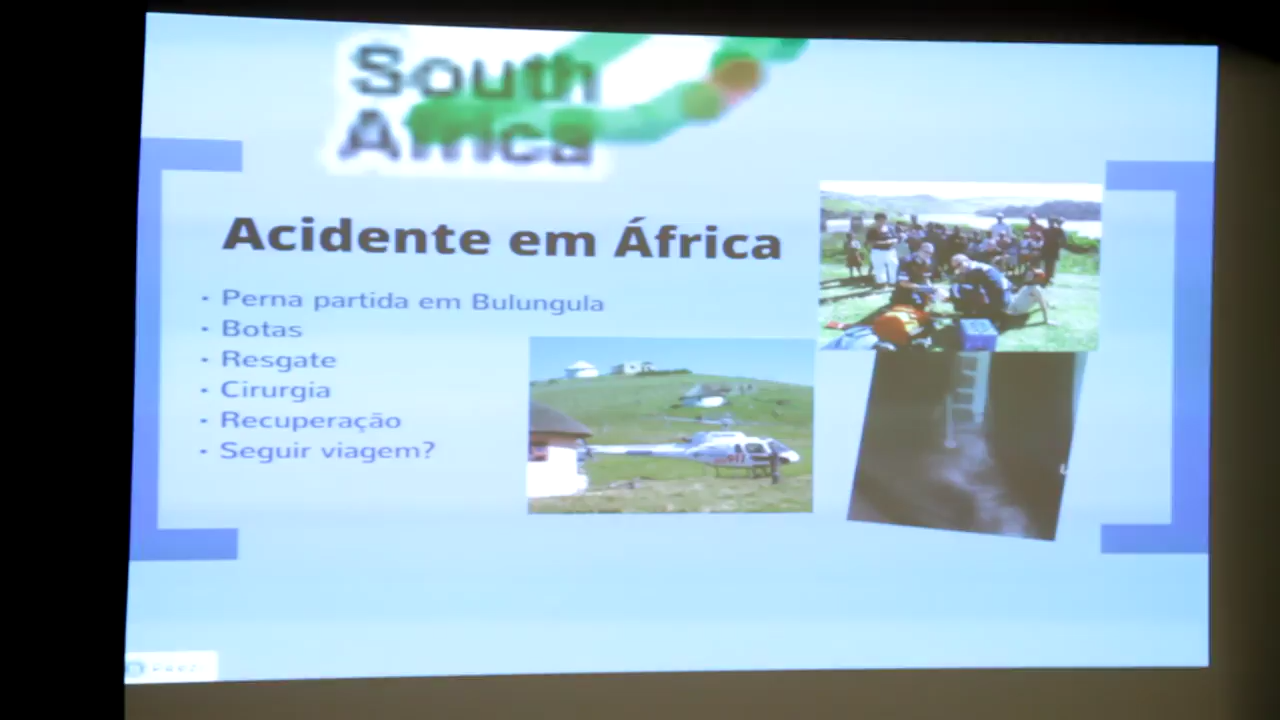 South
Africa
Acidente em África
• Perna partida em Bulungula
• Botas
• Resgate
• Cirurgia
• Recuperação
• Seguir viagem?